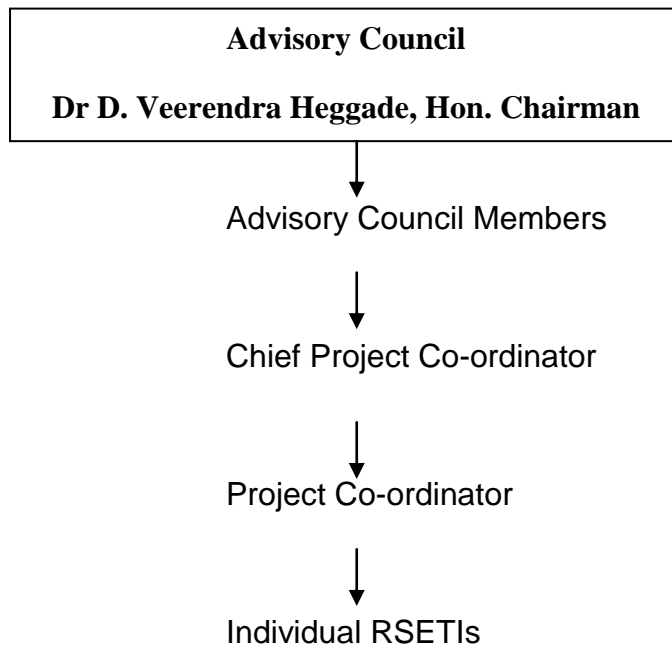 Advisory Council
Dr D. Veerendra Heggade, Hon. Chairman
Advisory Council Members
Chief Project Co-ordinator
Project Co-ordinator
Individual RSETIs